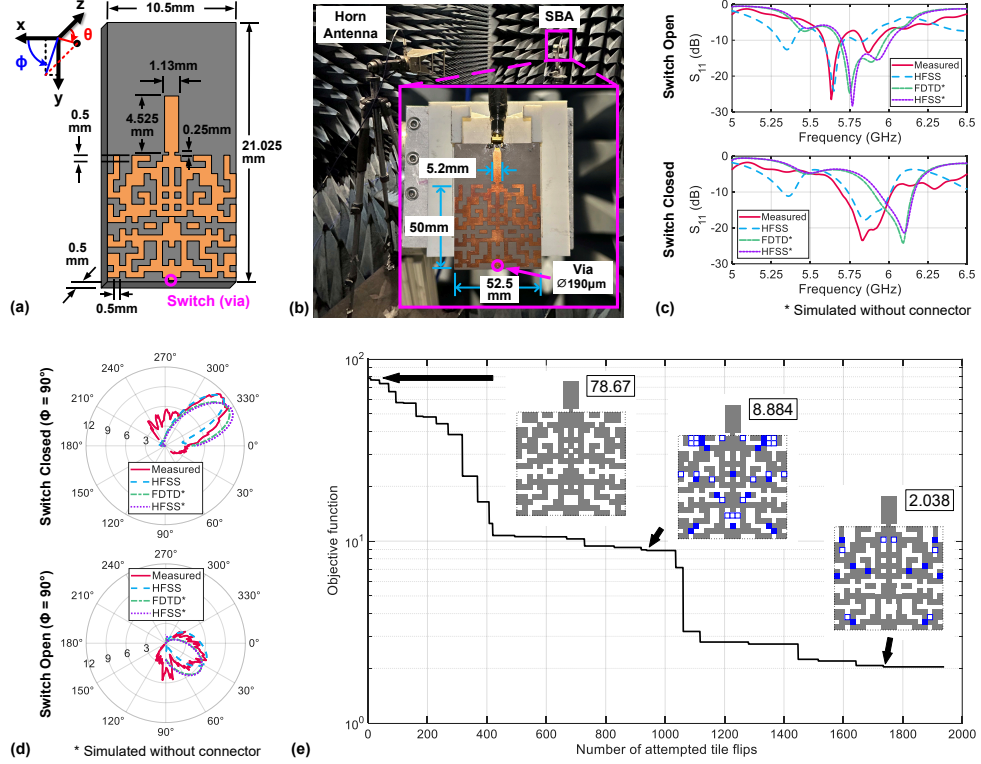 x
z
θ
Φ
y
10.5mm
1.13mm
0.5
mm
4.525
mm
0.25mm
21.025
mm
0.5
mm
0.5mm
Switch (via)
(a)
Horn
Antenna
SBA
5.2mm
50mm
52.5
mm
Via
∅190μm
(b)
Switch Open
S11 (dB)
0
-10
-20
-30
Measured
HFSS
FDTD*
HFSS*
5 5.25 5.5 5.75 6 6.25 6.5
Frequency (GHz)
Switch Closed
S11 (dB)
0
-10
-20
-30
Measured
HFSS
FDTD*
HFSS*
5 5.25 5.5 5.75 6 6.25 6.5
Frequency (GHz)
(c)
* Simulated without connector
Switch Closed (Φ = 90°)
270°
240° 300°
210° 330°
12 9 6 3
180° 0°
150° 30°
120° 60°
90°
Measured
HFSS
FDTD*
HFSS*
Switch Open (Φ = 90°)
270°
240° 300°
210° 330°
Measured
HFSS
FDTD*
HFSS*
180° 0°
12 9 6 3
150° 30°
120° 60°
90°
(d)
* Simulated without connector
Objective function
10²
10¹
10⁰
78.67
8.884
2.038
0 200 400 600 800 1000 1200 1400 1600 1800 2000
Number of attempted tile flips
(e)